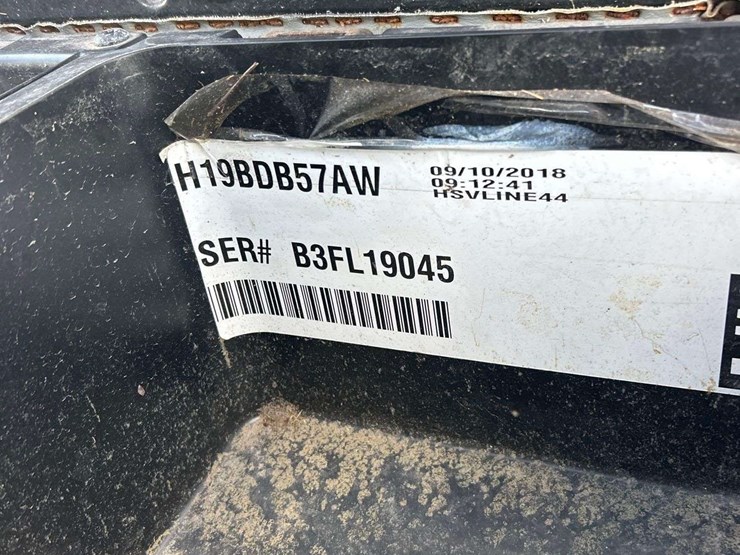 H19BDB57AW
09/10/2018
09:12:41
HSVLINE44
SER# B3FL19045